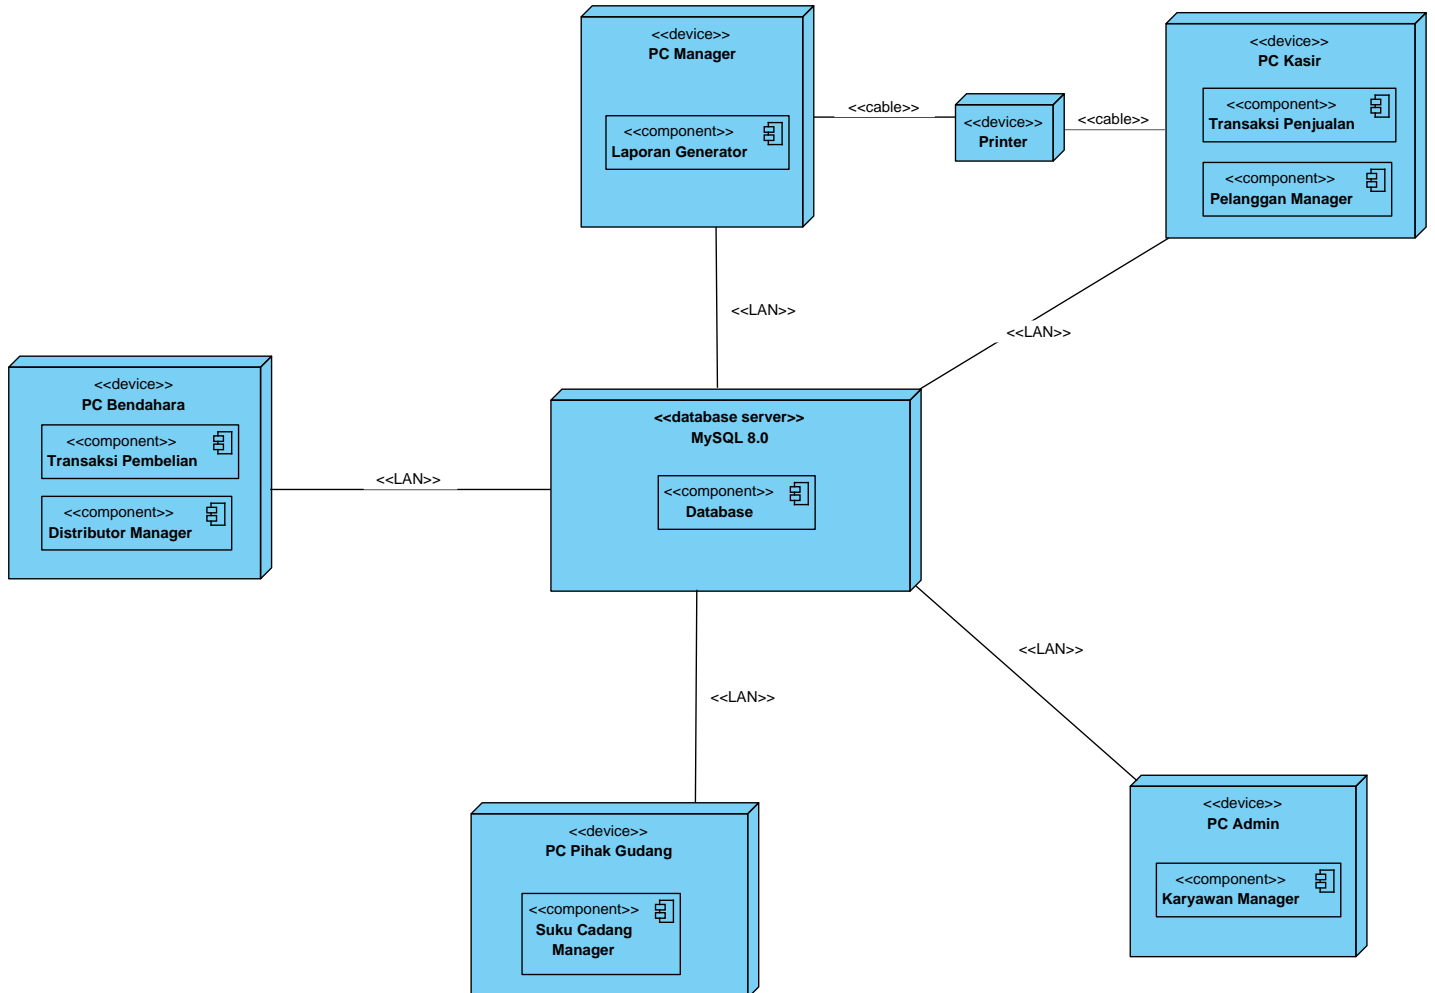 <<device>>
PC Manager
<<component>>
Laporan Generator
<<cable>>
<<device>>
Printer
<<cable>>
<<device>>
PC Kasir
<<component>>
Transaksi Penjualan
<<component>>
Pelanggan Manager
<<LAN>>
<<LAN>>
<<device>>
PC Bendahara
<<component>>
Transaksi Pembelian
<<component>>
Distributor Manager
<<LAN>>
<<database server>>
MySQL 8.0
<<component>>
Database
<<LAN>>
<<LAN>>
<<device>>
PC Pihak Gudang
<<component>>
Suku Cadang
Manager
<<device>>
PC Admin
<<component>>
Karyawan Manager